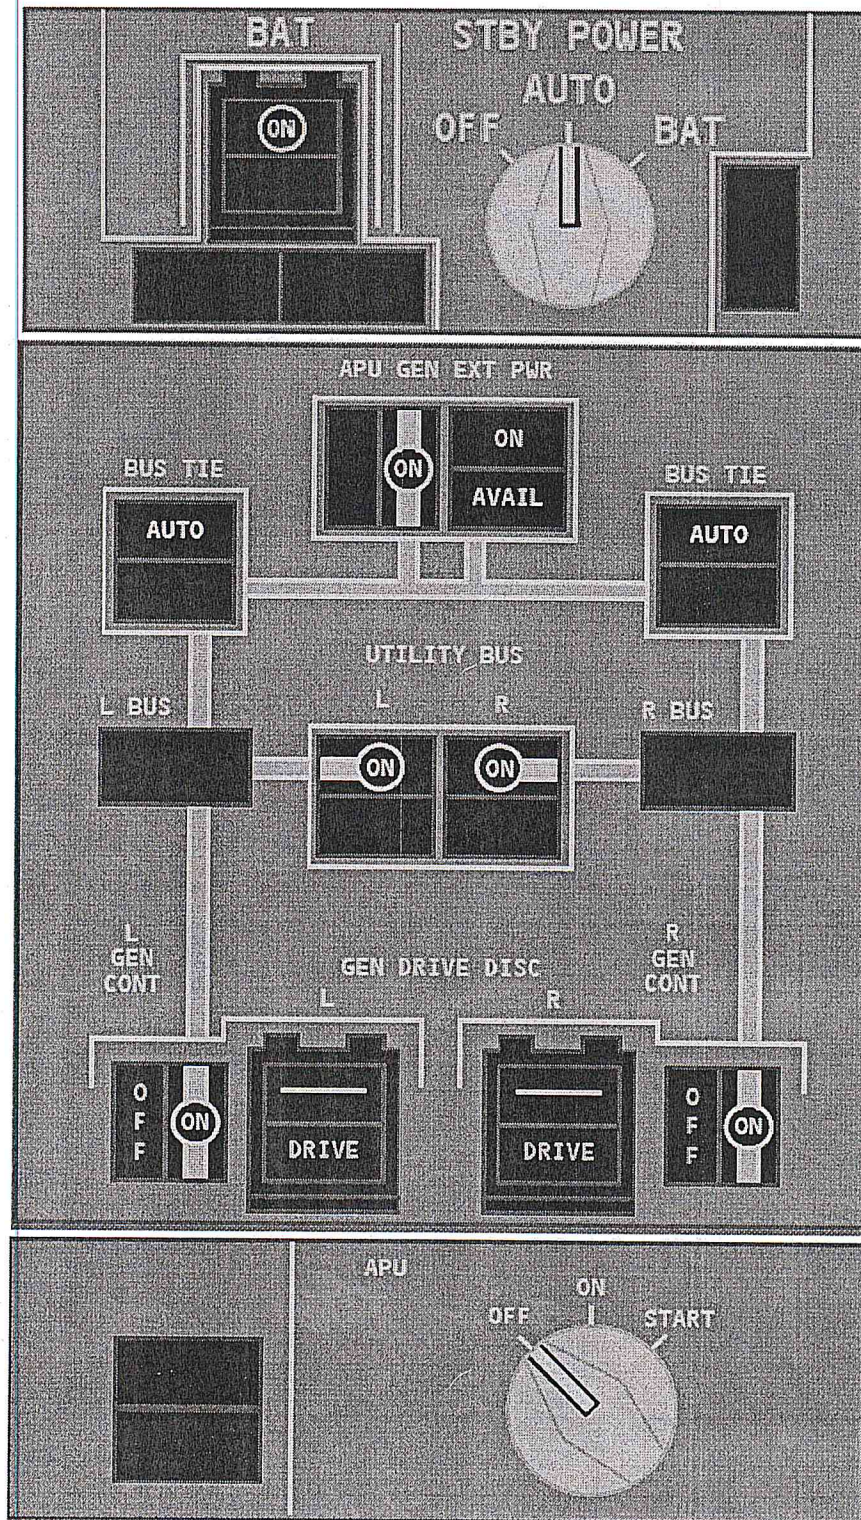 BAT
STBY POWER
AUTO
OFF
BAT
ON
APU GEN EXT PWR
ON
ON
AVAIL
BUS TIE
AUTO
BUS TIE
AUTO
UTILITY BUS
L BUS
L
R
R BUS
ON
ON
L
GEN
CONT
GEN DRIVE DISC
L
R
R
GEN
CONT
OFF
ON
DRIVE
DRIVE
OFF
ON
APU
OFF
ON
START